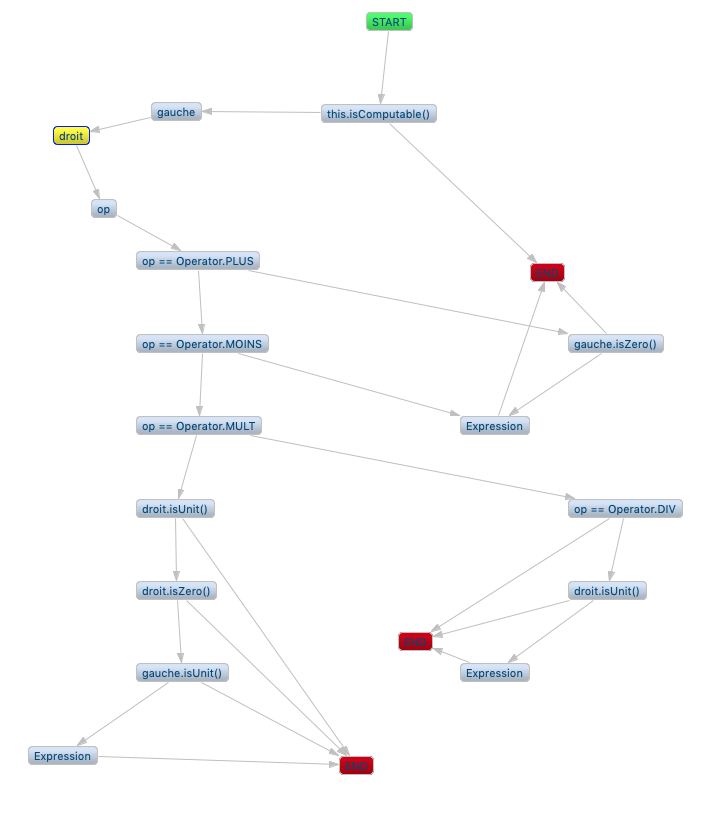 START
gauche
this.isComputable()
droit
op
op == Operator.PLUS
END
op == Operator.MOINS
gauche.isZero()
op == Operator.MULT
Expression
droit.isUnit()
op == Operator.DIV
droit.isZero()
droit.isUnit()
END
gauche.isUnit()
Expression
Expression
END